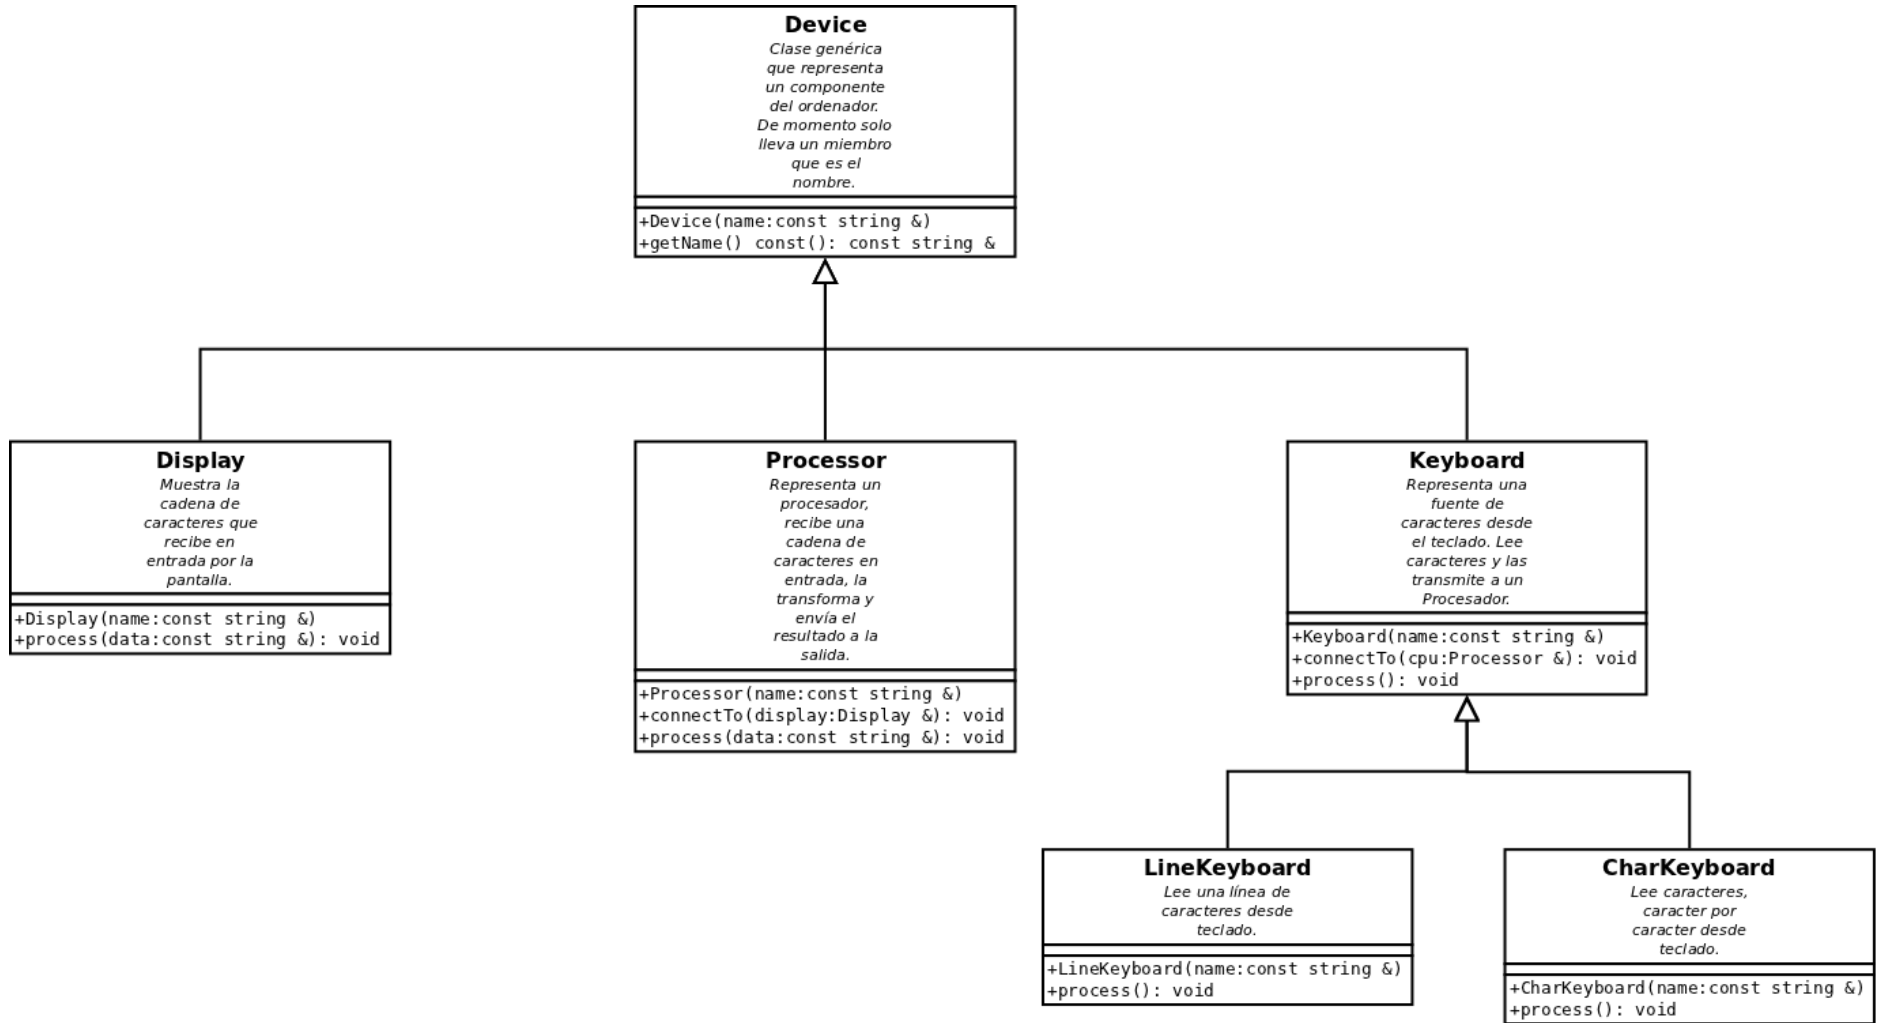 Device
Clase genérica
que representa
un componente
del ordenador.
De momento solo
lleva un miembro
que es el
nombre.
+Device(name:const string &)
+getName() const(): const string &
Display
Muestra la
cadena de
caracteres que
recibe en
entrada por la
pantalla.
+Display(name:const string &)
+process(data:const string &): void
Processor
Representa un
procesador,
recibe una
cadena de
caracteres en
entrada, la
transforma y
envía el
resultado a la
salida.
+Processor(name:const string &)
+connectTo(display:Display &): void
+process(data:const string &): void
Keyboard
Representa una
fuente de
caracteres desde
el teclado. Lee
caracteres y las
transmite a un
Procesador.
+Keyboard(name:const string &)
+connectTo(cpu:Processor &): void
+process(): void
LineKeyboard
Lee una línea de
caracteres desde
teclado.
+LineKeyboard(name:const string &)
+process(): void
CharKeyboard
Lee caracteres,
caracter por
caracter desde
teclado.
+CharKeyboard(name:const string &)
+process(): void